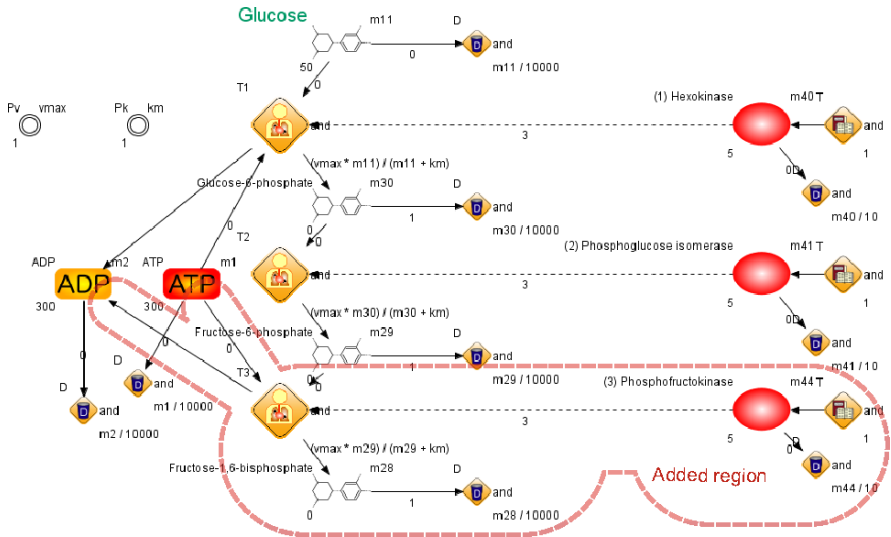 Glucose
m11
D
and
50
0
0
m11 / 10000
T1
Pv
vmax
Pk
km
(1) Hexokinase
m40 T
and
and
1
1
3
5
1
0D
(vmax * m11) / (m11 + km)
Glucose-6-phosphate
m30
D
and
and
m40 / 10
0
0
1
m30 / 10000
0
T2
(2) Phosphoglucose isomerase
m41 T
ADP
m2
ATP
m1
ADP
ATP
and
and
300
300
3
5
1
0D
(vmax * m30) / (m30 + km)
Fructose-6-phosphate
m29
D
0
0
0
and
and
m41 / 10
D
0
1
m29 / 10000
T3
(3) Phosphofructokinase
m44 T
D
and
m1 / 10000
and
and
and
m2 / 10000
3
5
1
0D
(vmax * m29) / (m29 + km)
Fructose-1,6-bisphosphate
m28
D
and
Added region
m44 / 10
and
0
1
m28 / 10000